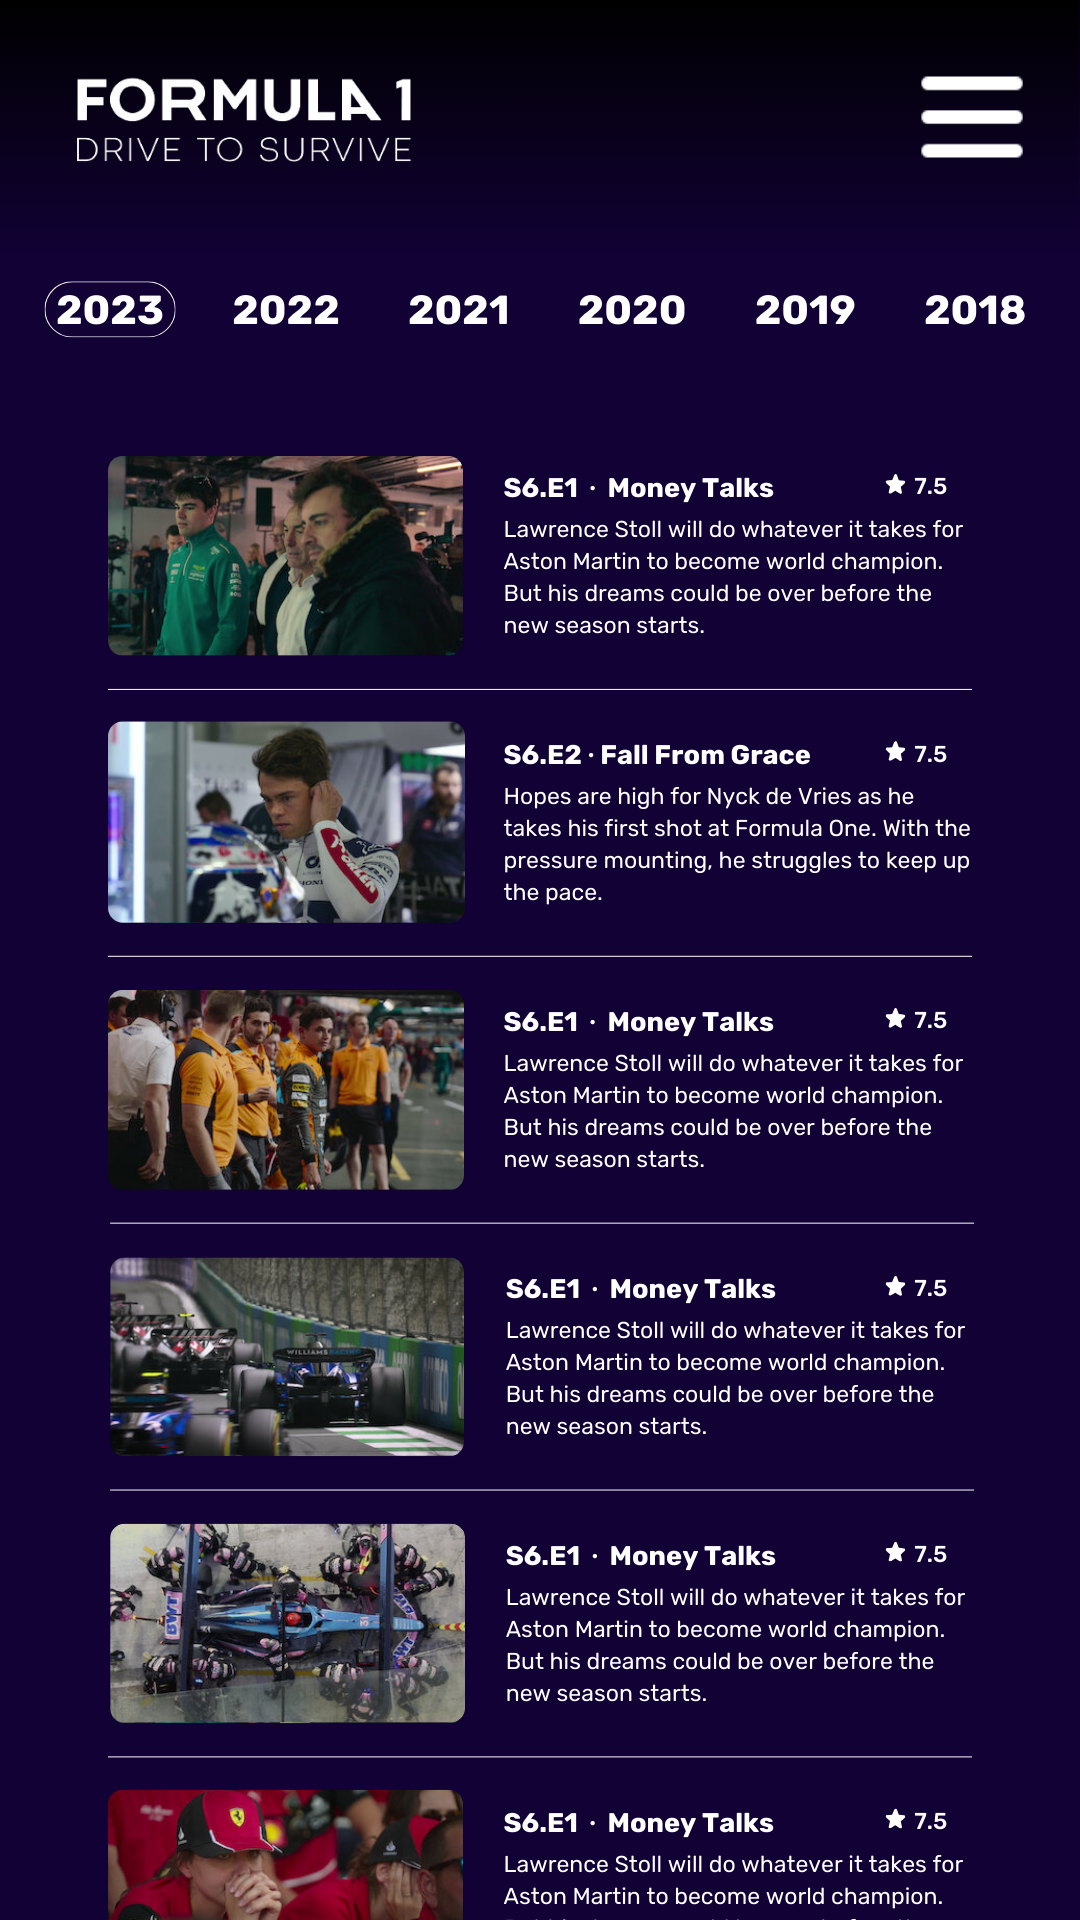 FORMULA 1
DRIVE TO SURVIVE
2023 2022 2021 2020 2019 2018
S6.E1 · Money Talks 7.5
Lawrence Stoll will do whatever it takes for
Aston Martin to become world champion.
But his dreams could be over before the
new season starts.
S6.E2 · Fall From Grace 7.5
Hopes are high for Nyck de Vries as he
takes his first shot at Formula One. With the
pressure mounting, he struggles to keep up
the pace.
S6.E1 · Money Talks 7.5
Lawrence Stoll will do whatever it takes for
Aston Martin to become world champion.
But his dreams could be over before the
new season starts.
WILLIAMS RACING
S6.E1 · Money Talks 7.5
Lawrence Stoll will do whatever it takes for
Aston Martin to become world champion.
But his dreams could be over before the
new season starts.
BWT
S6.E1 · Money Talks 7.5
Lawrence Stoll will do whatever it takes for
Aston Martin to become world champion.
But his dreams could be over before the
new season starts.
S6.E1 · Money Talks 7.5
Lawrence Stoll will do whatever it takes for
Aston Martin to become world champion.